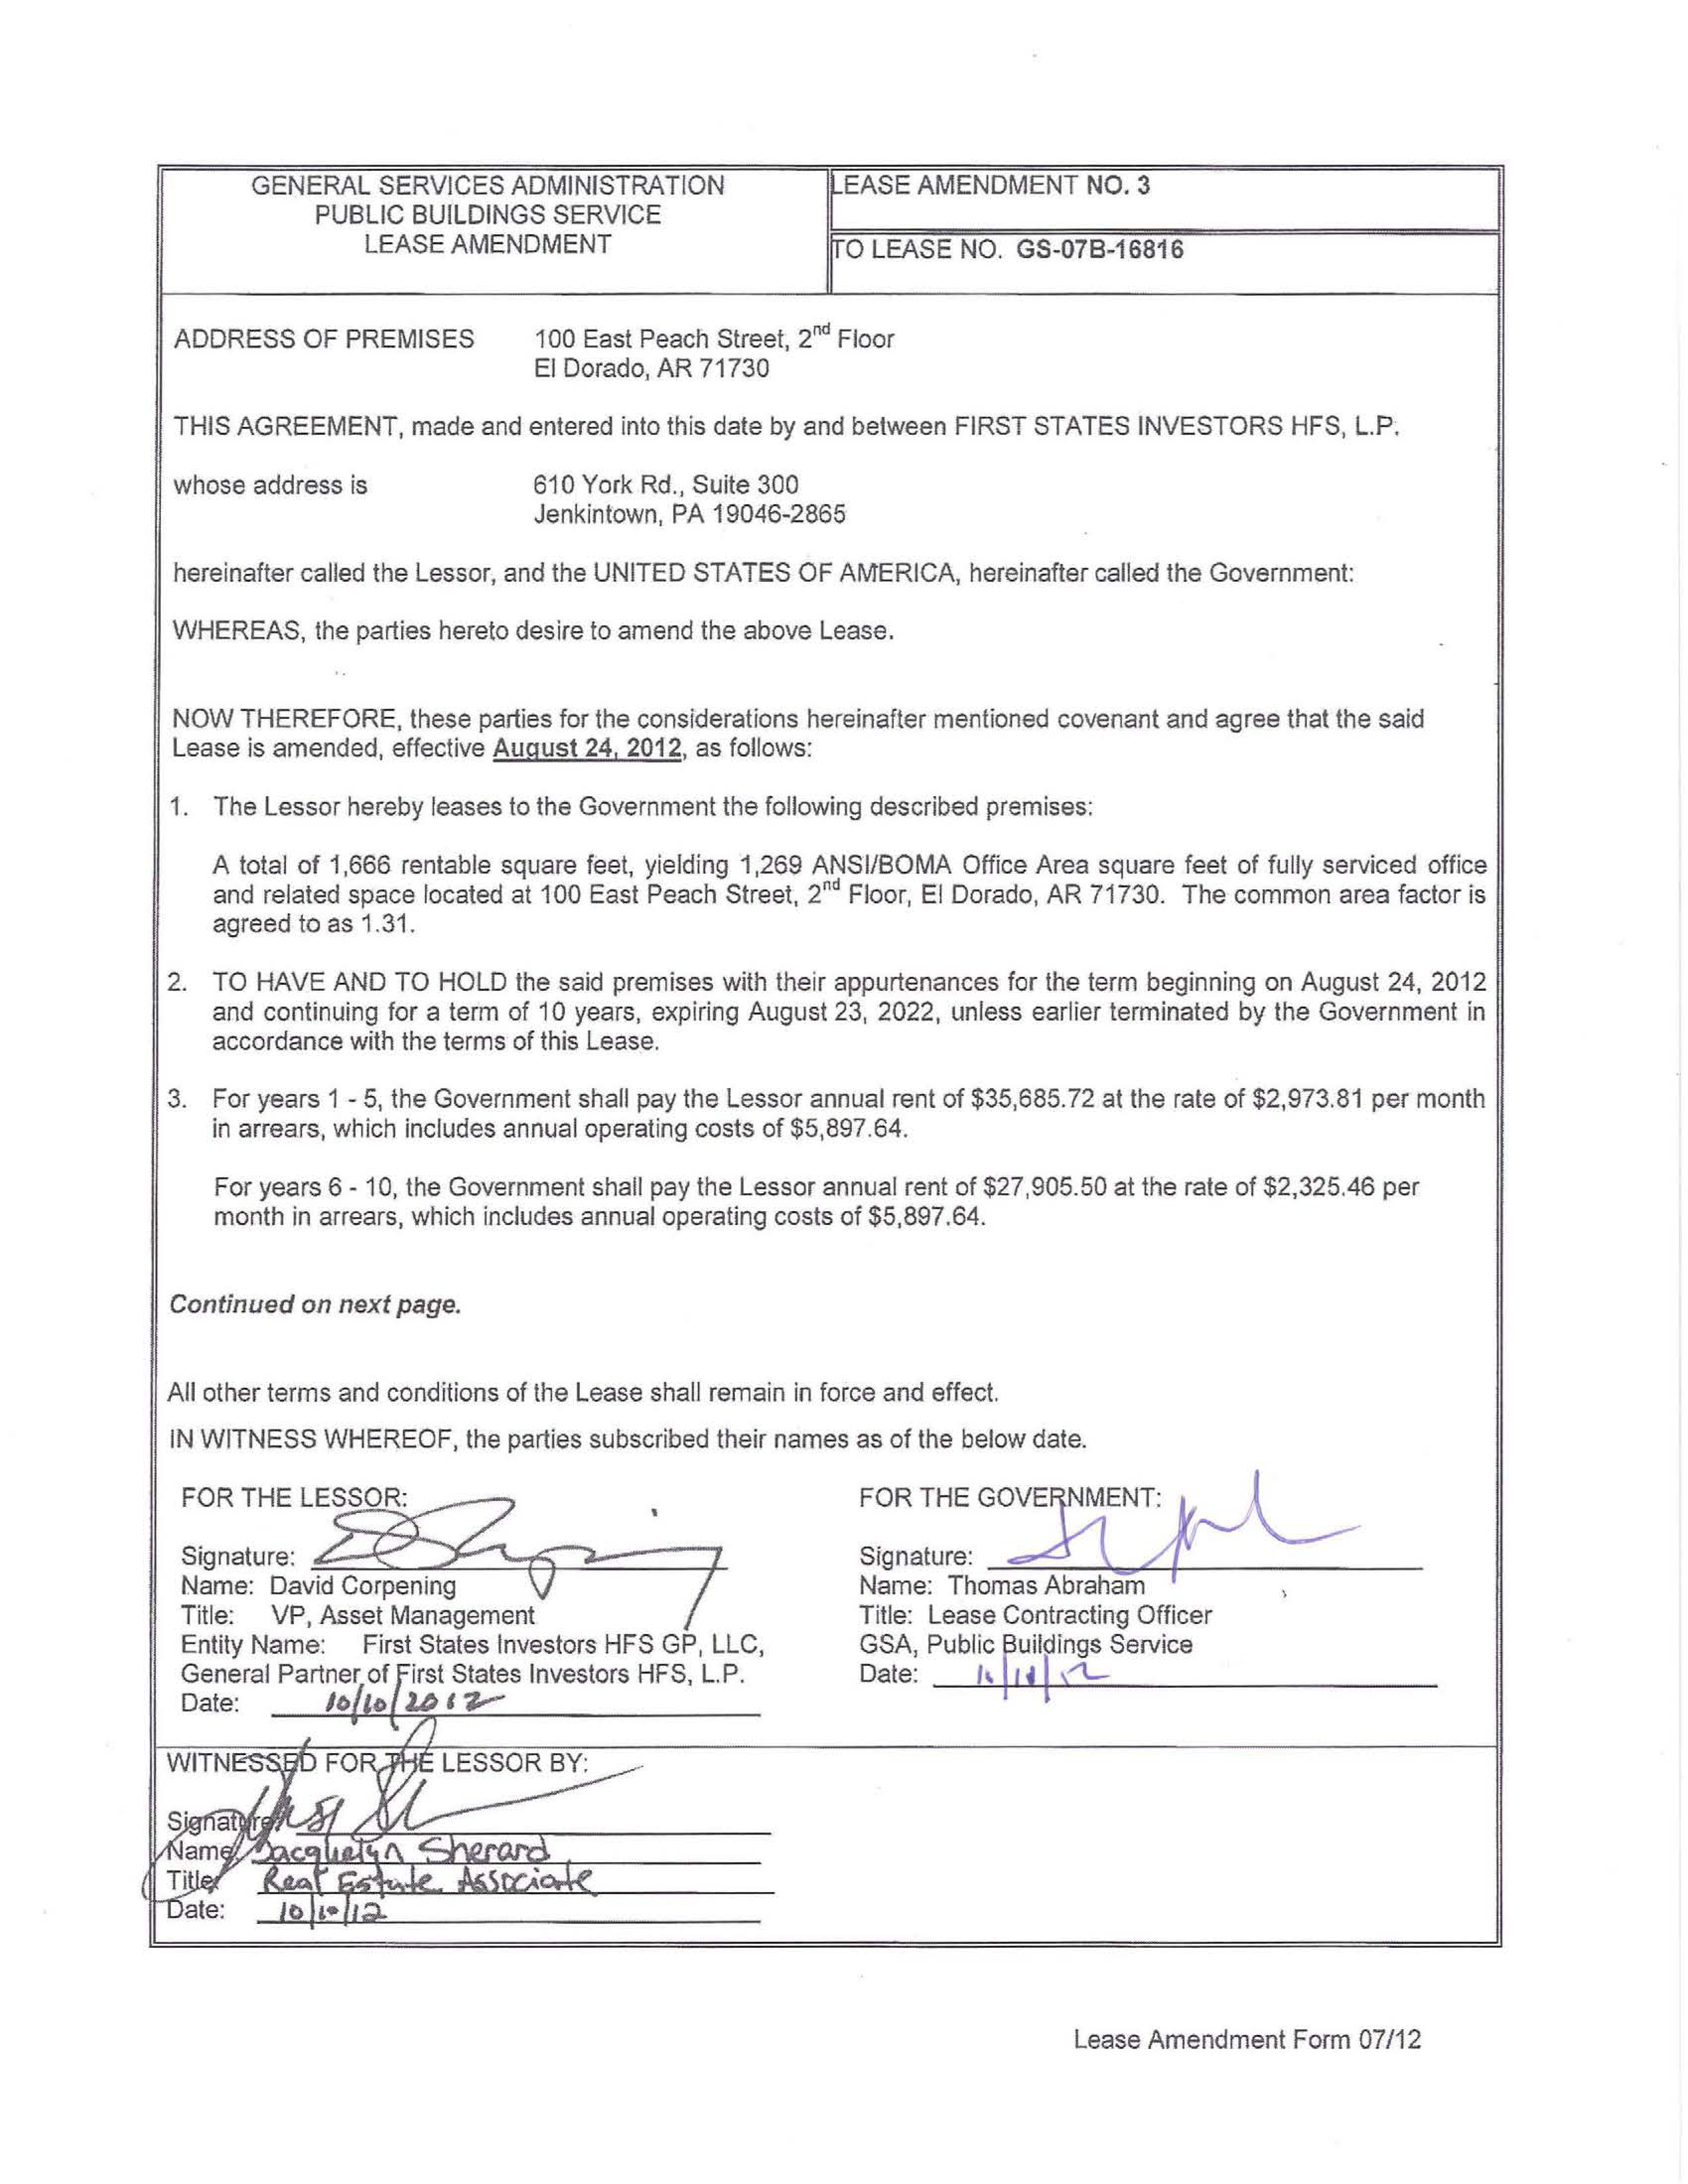 GENERAL SERVICES ADMINISTRATION
PUBLIC BUILDINGS SERVICE
LEASE AMENDMENT
LEASE AMENDMENT NO. 3
TO LEASE NO. GS-07B-16816
ADDRESS OF PREMISES 100 East Peach Street, 2nd Floor
El Dorado, AR 71730
THIS AGREEMENT, made and entered into this date by and between FIRST STATES INVESTORS HFS, L.P.
whose address is 610 York Rd., Suite 300
Jenkintown, PA 19046-2865
hereinafter called the Lessor, and the UNITED STATES OF AMERICA, hereinafter called the Government:
WHEREAS, the parties hereto desire to amend the above Lease.
NOW THEREFORE, these parties for the considerations hereinafter mentioned covenant and agree that the said
Lease is amended, effective August 24, 2012, as follows:
1. The Lessor hereby leases to the Government the following described premises:
A total of 1,666 rentable square feet, yielding 1,269 ANSI/BOMA Office Area square feet of fully serviced office
and related space located at 100 East Peach Street, 2nd Floor, El Dorado, AR 71730. The common area factor is
agreed to as 1.31.
2. TO HAVE AND TO HOLD the said premises with their appurtenances for the term beginning on August 24, 2012
and continuing for a term of 10 years, expiring August 23, 2022, unless earlier terminated by the Government in
accordance with the terms of this Lease.
3. For years 1 - 5, the Government shall pay the Lessor annual rent of $35,685.72 at the rate of $2,973.81 per month
in arrears, which includes annual operating costs of $5,897.64.
For years 6 - 10, the Government shall pay the Lessor annual rent of $27,905.50 at the rate of $2,325.46 per
month in arrears, which includes annual operating costs of $5,897.64.
Continued on next page.
All other terms and conditions of the Lease shall remain in force and effect.
IN WITNESS WHEREOF, the parties subscribed their names as of the below date.
FOR THE LESSOR:
Signature:
Name: David Corpening
Title: VP, Asset Management
Entity Name: First States Investors HFS GP, LLC,
General Partner of First States Investors HFS, L.P.
Date: 10/10/2012
FOR THE GOVERNMENT:
Signature:
Name: Thomas Abraham
Title: Lease Contracting Officer
GSA, Public Buildings Service
Date:
WITNESSED FOR THE LESSOR BY:
Signature:
Name: Jacquelyn Sherard
Title: Real Estate Associate
Date: 10/10/12
Lease Amendment Form 07/12